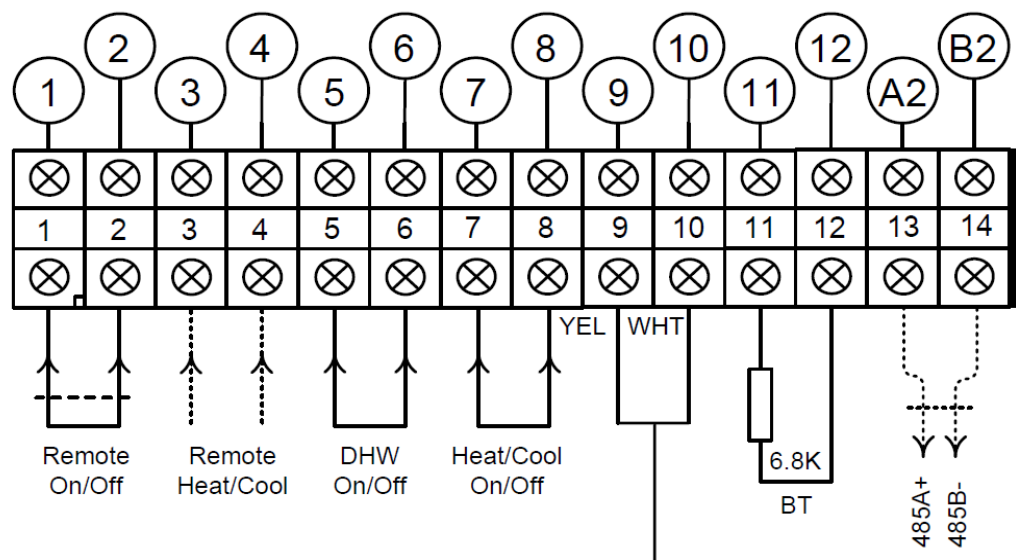 1 2 3 4 5 6 7 8 9 10 11 12 A2 B2
1 2 3 4 5 6 7 8 9 10 11 12 13 14
YEL WHT
6.8K
BT
Remote
On/Off
Remote
Heat/Cool
DHW
On/Off
Heat/Cool
On/Off
485A+
485B-